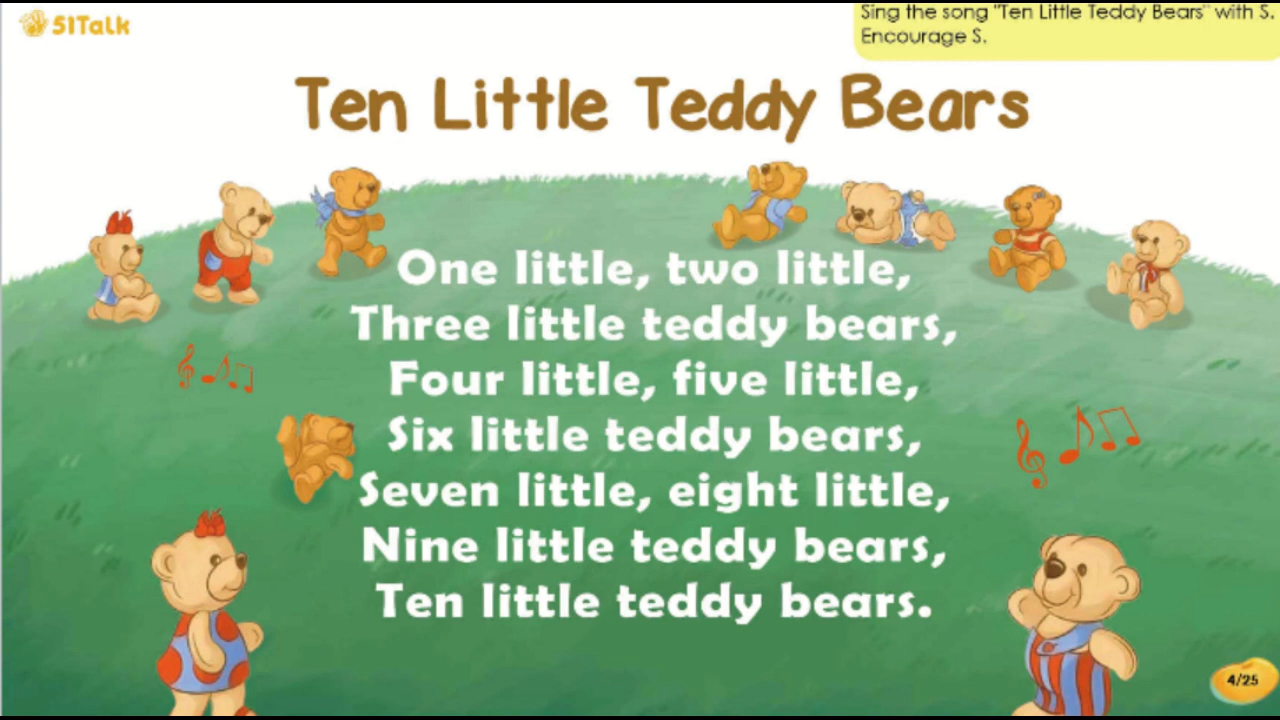 51Talk
Sing the song "Ten Little Teddy Bears" with S.
Encourage S.
Ten Little Teddy Bears
One little, two little,
Three little teddy bears,
Four little, five little,
Six little teddy bears,
Seven little, eight little,
Nine little teddy bears,
Ten little teddy bears.
4/25